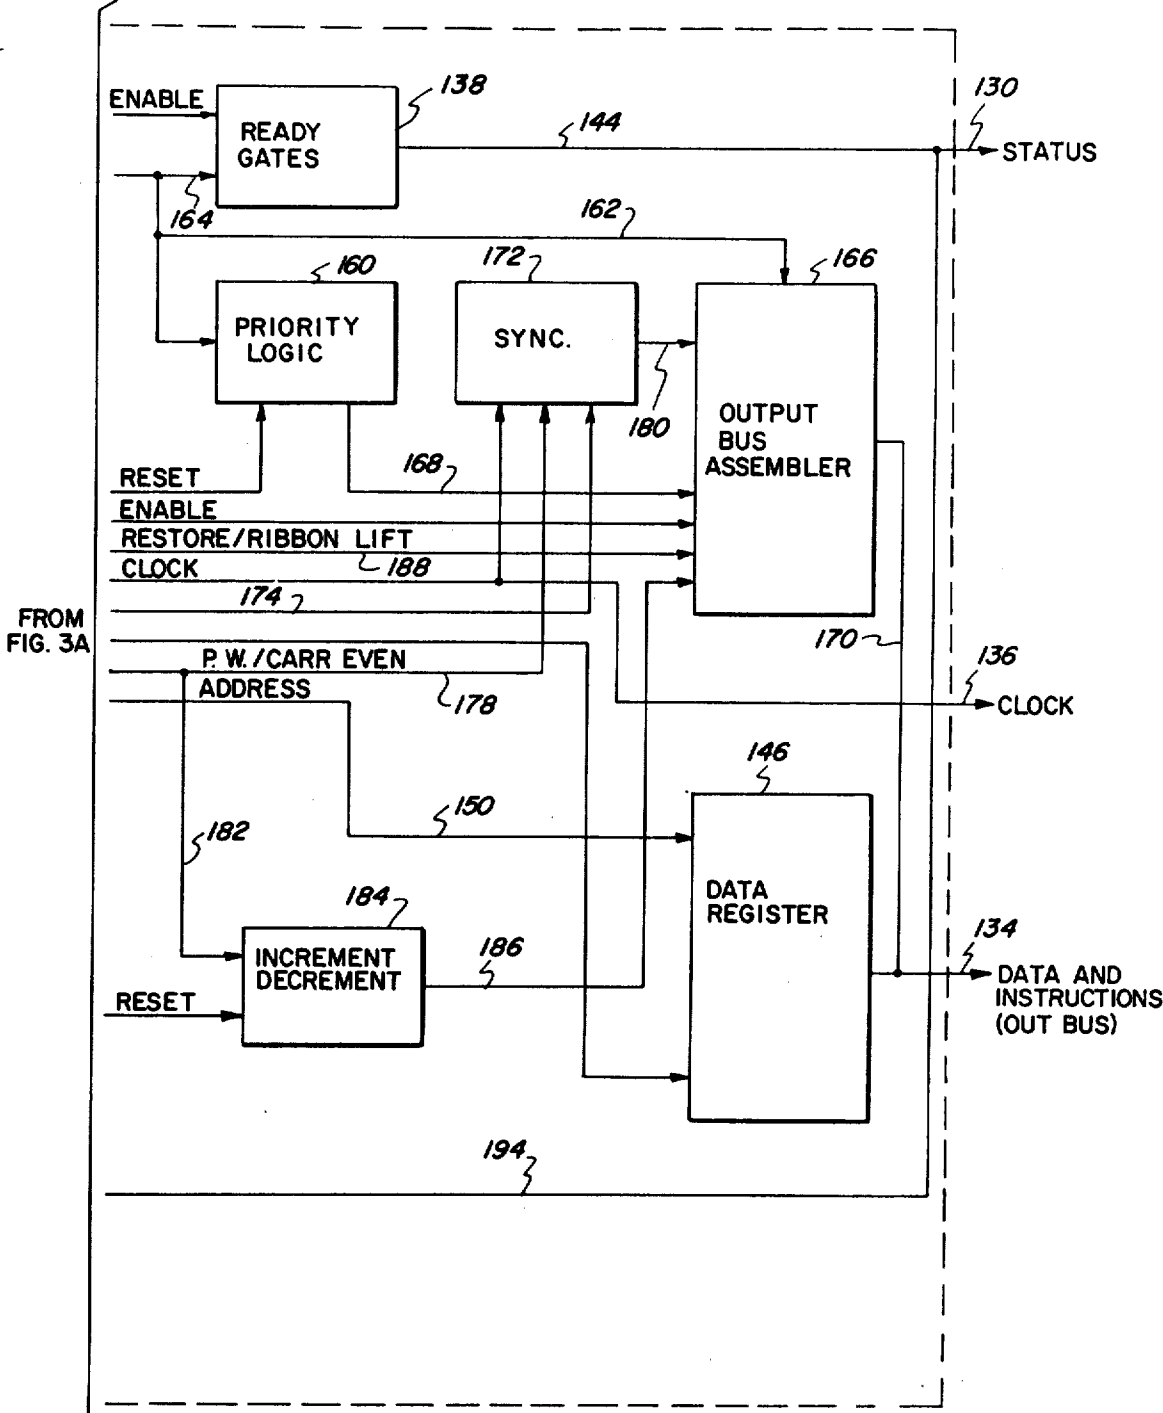 138
130
ENABLE
READY
GATES
144
STATUS
164
162
160
172
166
PRIORITY
LOGIC
SYNC.
180
OUTPUT
BUS
ASSEMBLER
RESET
168
ENABLE
RESTORE/RIBBON LIFT
188
CLOCK
174
FROM
FIG. 3A
170
P.W./CARR EVEN
136
ADDRESS
178
CLOCK
146
150
182
DATA
REGISTER
184
134
INCREMENT
DECREMENT
186
DATA AND
INSTRUCTIONS
(OUT BUS)
RESET
194